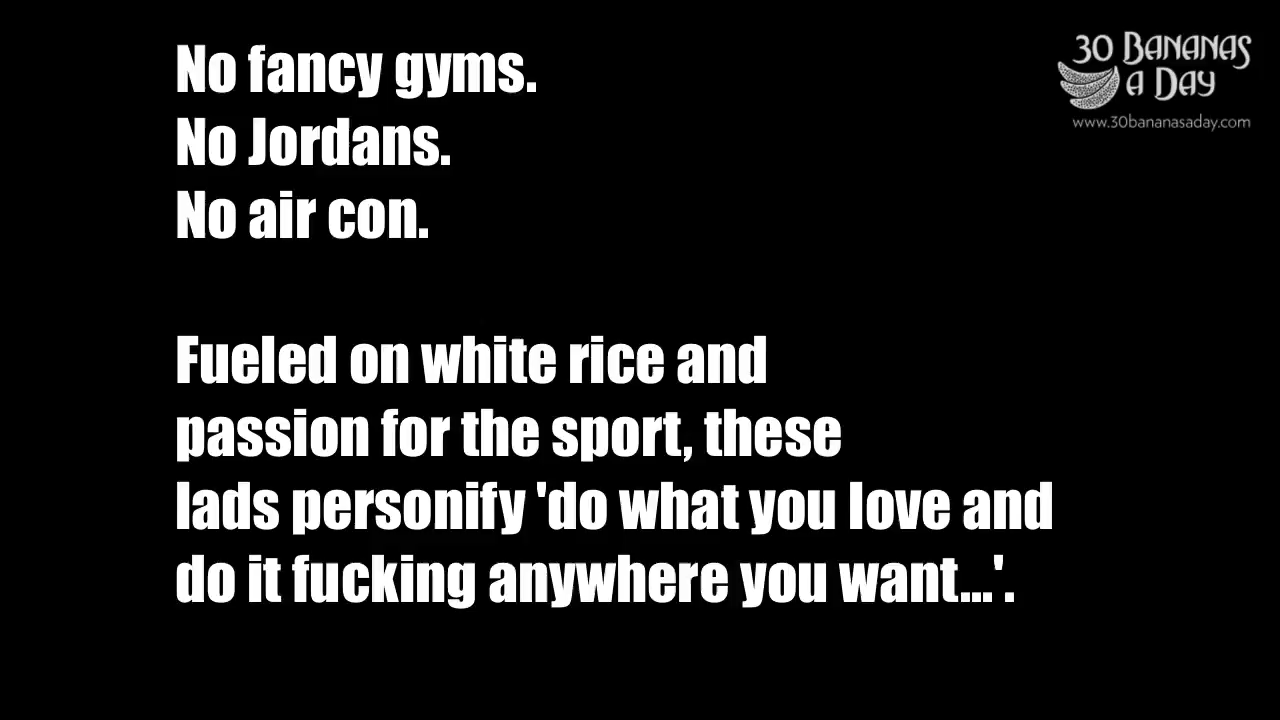 No fancy gyms.
No Jordans.
No air con.
Fueled on white rice and
passion for the sport, these
lads personify 'do what you love and
do it fucking anywhere you want...'.
30 BANANAS
A DAY
www.30bananasaday.com